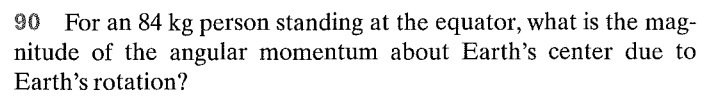 90 For an 84 kg person standing at the equator, what is the mag-
nitude of the angular momentum about Earth's center due to
Earth's rotation?